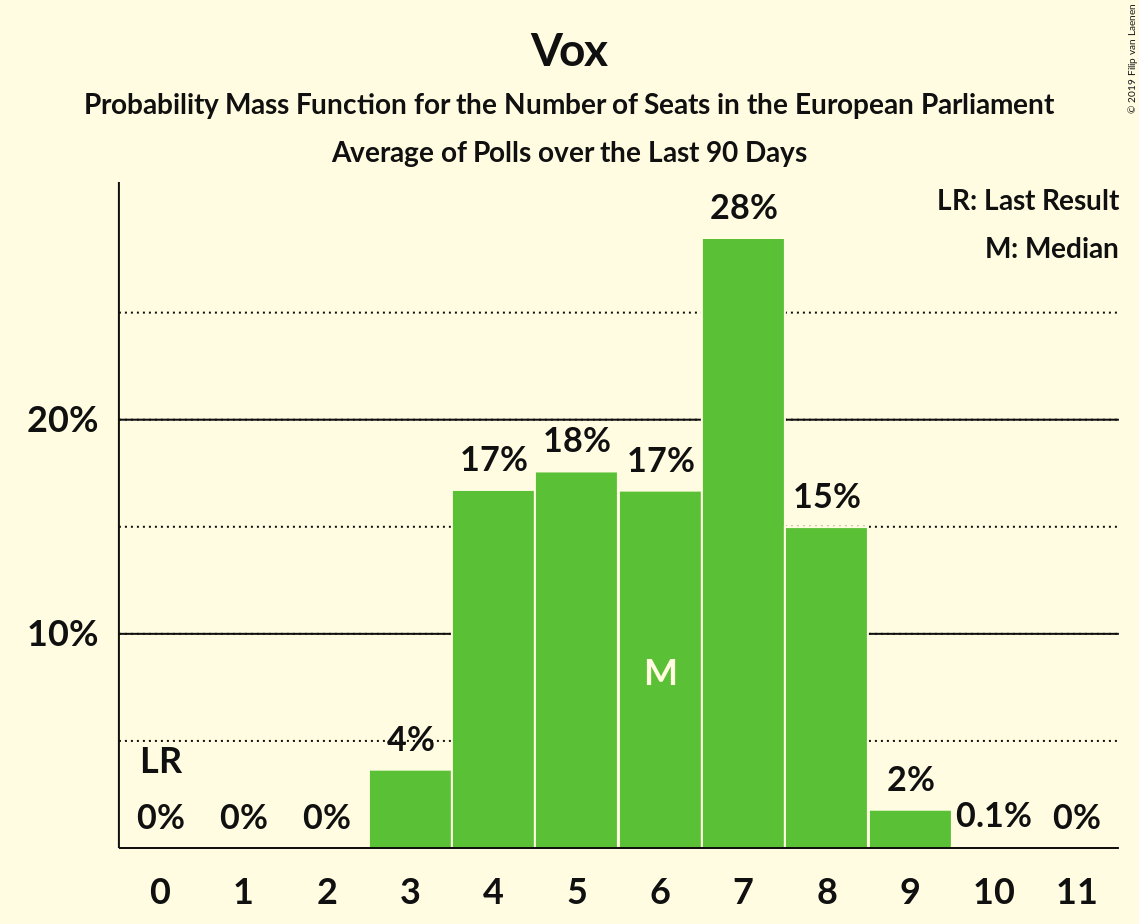 Vox
Probability Mass Function for the Number of Seats in the European Parliament
Average of Polls over the Last 90 Days
© 2019 Filip van Laenen
LR: Last Result
M: Median
28%
20%
18%
17%
17%
15%
10%
M
4%
LR
2%
0%
0%
0%
0.1%
0%
0 1 2 3 4 5 6 7 8 9 10 11